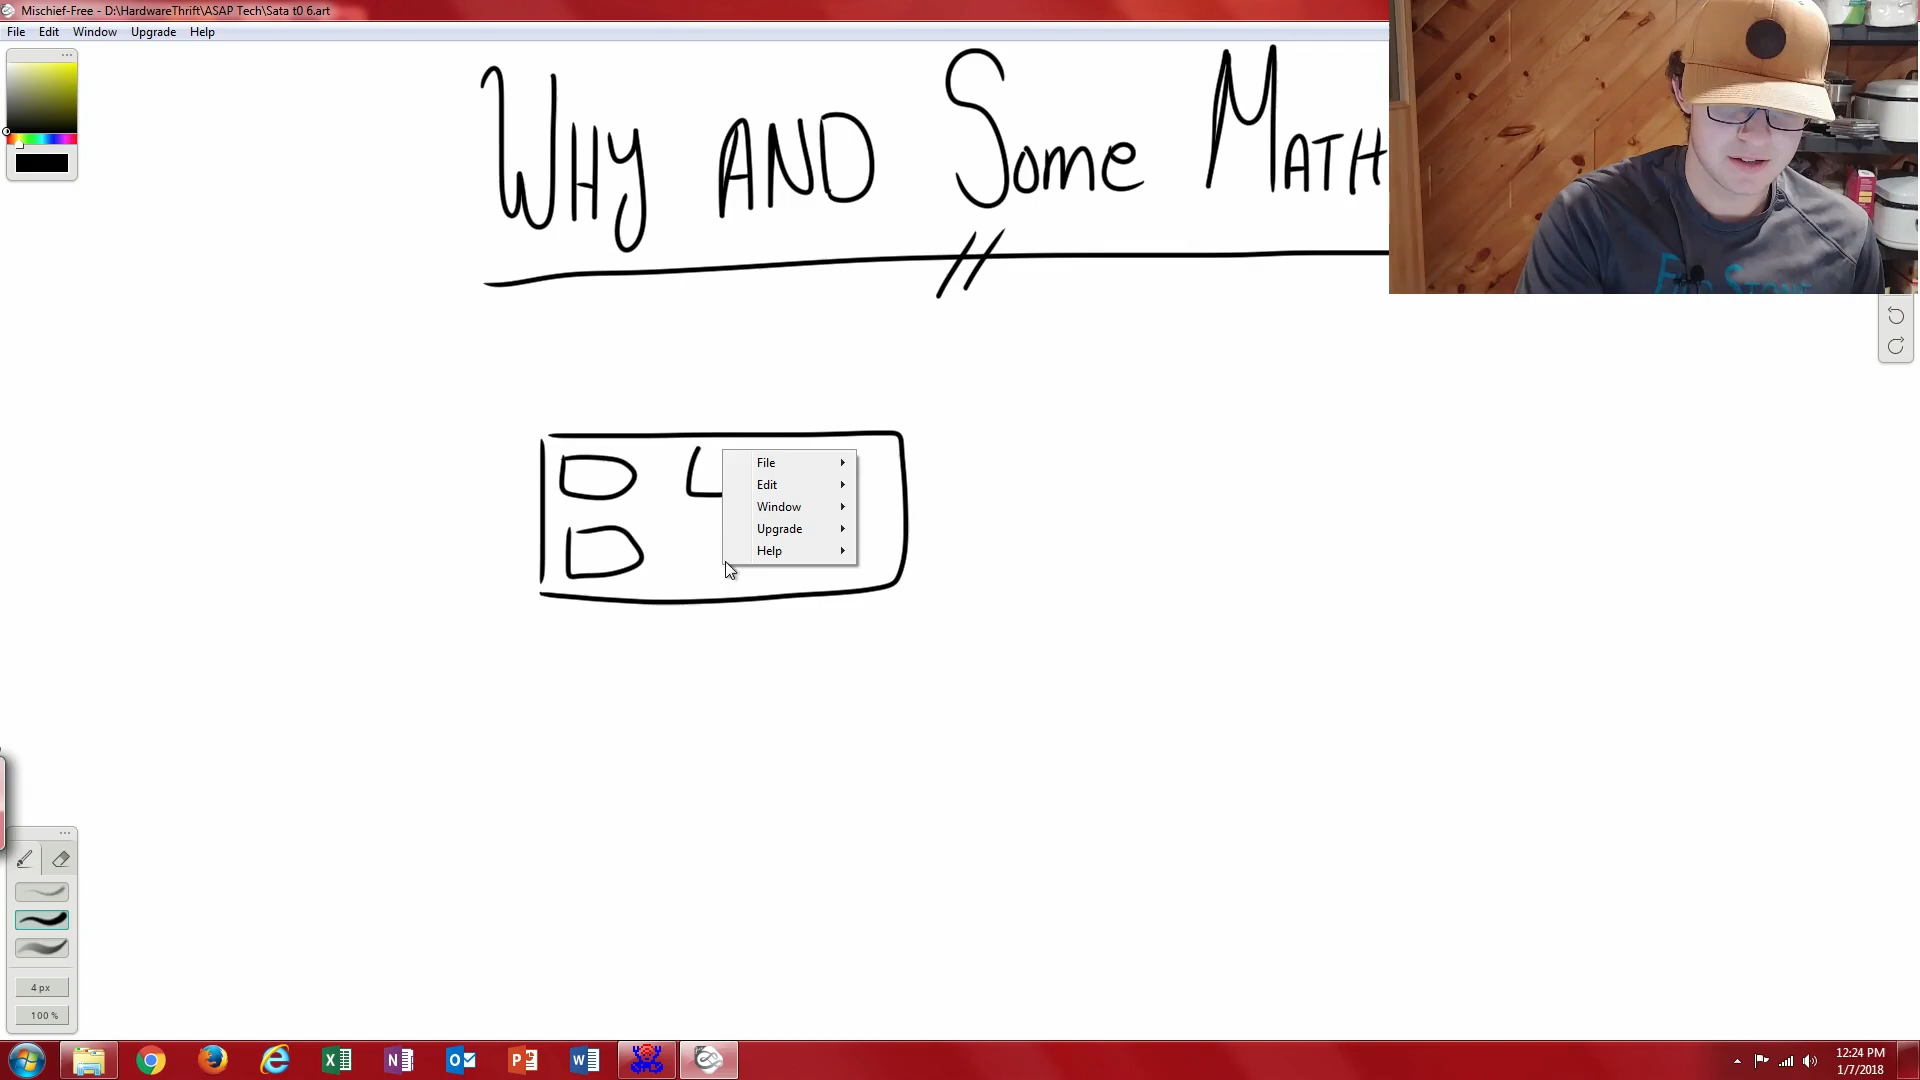 Mischief-Free - D:\HardwareThrift\ASAP Tech\Sata t0 6.art
File Edit Window Upgrade Help
WHY AND SOME MATH
File
Edit
Window
Upgrade
Help
4 px
100 %
12:24 PM
1/7/2018